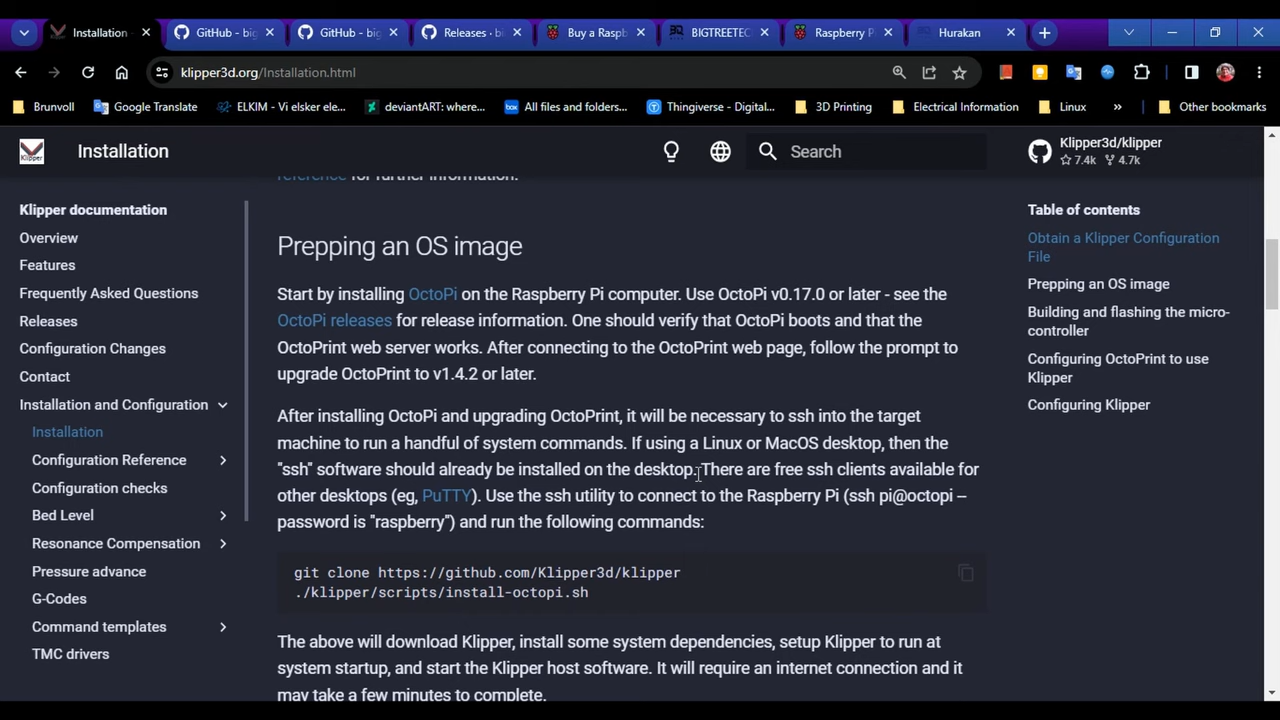 Installation
GitHub - big
GitHub - big
Releases · bi
Buy a Raspb
BIGTREETEC
Raspberry P
Hurakan
klipper3d.org/Installation.html
Brunvoll
Google Translate
ELKIM - Vi elsker ele...
deviantART: where...
All files and folders...
Thingiverse - Digital...
3D Printing
Electrical Information
Linux
»
Other bookmarks
Klipper
Installation
Search
Klipper3d/klipper
7.4k 4.7k
Klipper documentation
Overview
Features
Frequently Asked Questions
Releases
Configuration Changes
Contact
Installation and Configuration
Installation
Configuration Reference
Configuration checks
Bed Level
Resonance Compensation
Pressure advance
G-Codes
Command templates
TMC drivers
reference for further information.
Prepping an OS image
Start by installing OctoPi on the Raspberry Pi computer. Use OctoPi v0.17.0 or later - see the
OctoPi releases for release information. One should verify that OctoPi boots and that the
OctoPrint web server works. After connecting to the OctoPrint web page, follow the prompt to
upgrade OctoPrint to v1.4.2 or later.
After installing OctoPi and upgrading OctoPrint, it will be necessary to ssh into the target
machine to run a handful of system commands. If using a Linux or MacOS desktop, then the
"ssh" software should already be installed on the desktop. There are free ssh clients available for
other desktops (eg, PuTTY). Use the ssh utility to connect to the Raspberry Pi (ssh pi@octopi --
password is "raspberry") and run the following commands:
git clone https://github.com/Klipper3d/klipper
./klipper/scripts/install-octopi.sh
The above will download Klipper, install some system dependencies, setup Klipper to run at
system startup, and start the Klipper host software. It will require an internet connection and it
may take a few minutes to complete.
Table of contents
Obtain a Klipper Configuration
File
Prepping an OS image
Building and flashing the micro-
controller
Configuring OctoPrint to use
Klipper
Configuring Klipper